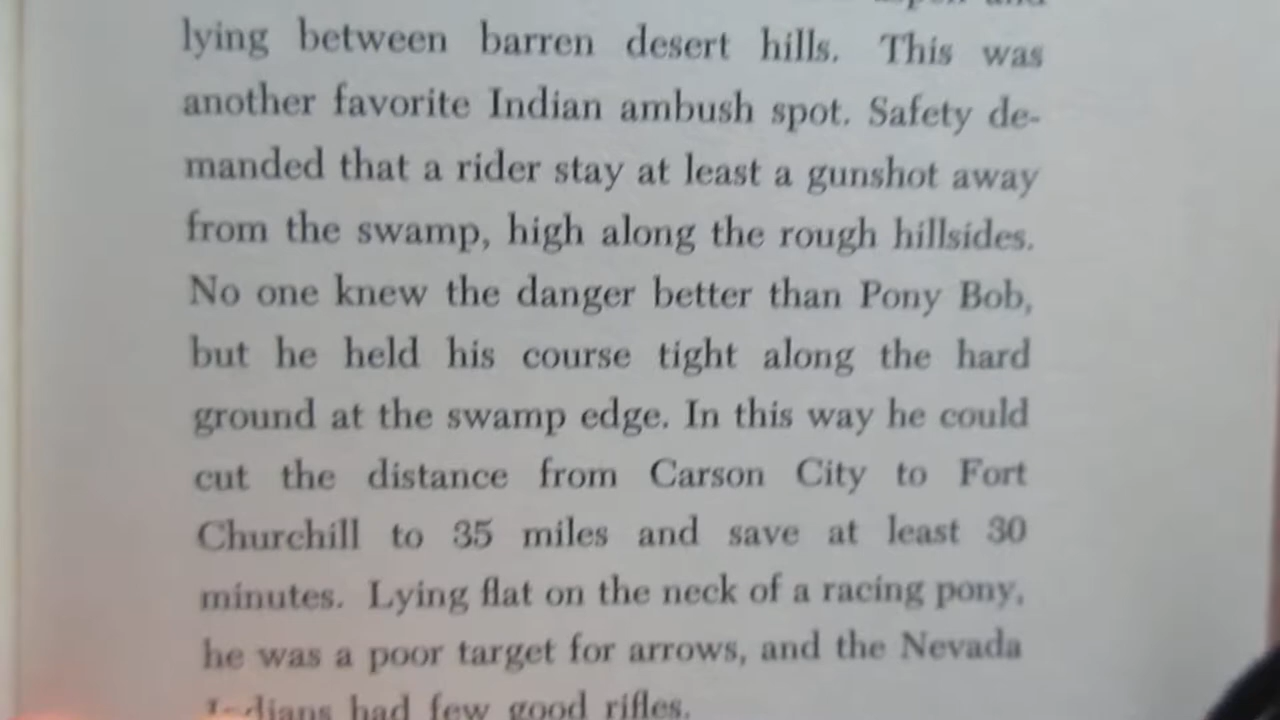 lying between barren desert hills. This was
another favorite Indian ambush spot. Safety de-
manded that a rider stay at least a gunshot away
from the swamp, high along the rough hillsides.
No one knew the danger better than Pony Bob,
but he held his course tight along the hard
ground at the swamp edge. In this way he could
cut the distance from Carson City to Fort
Churchill to 35 miles and save at least 30
minutes. Lying flat on the neck of a racing pony,
he was a poor target for arrows, and the Nevada
Indians had few good rifles.